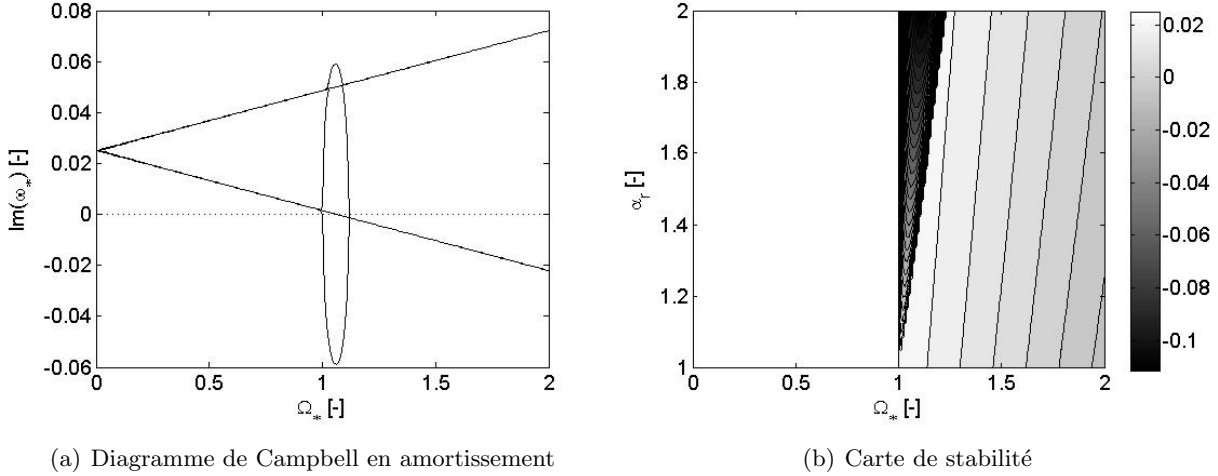 0.08
0.06
0.04
0.02
0
-0.02
-0.04
-0.06
Im(ω*) [-]
0 0.5 1 1.5 2
Ω* [-]
(a) Diagramme de Campbell en amortissement
2
1.8
1.6
1.4
1.2
1
αr [-]
0 0.5 1 1.5 2
Ω* [-]
0.02
0
-0.02
-0.04
-0.06
-0.08
-0.1
(b) Carte de stabilité